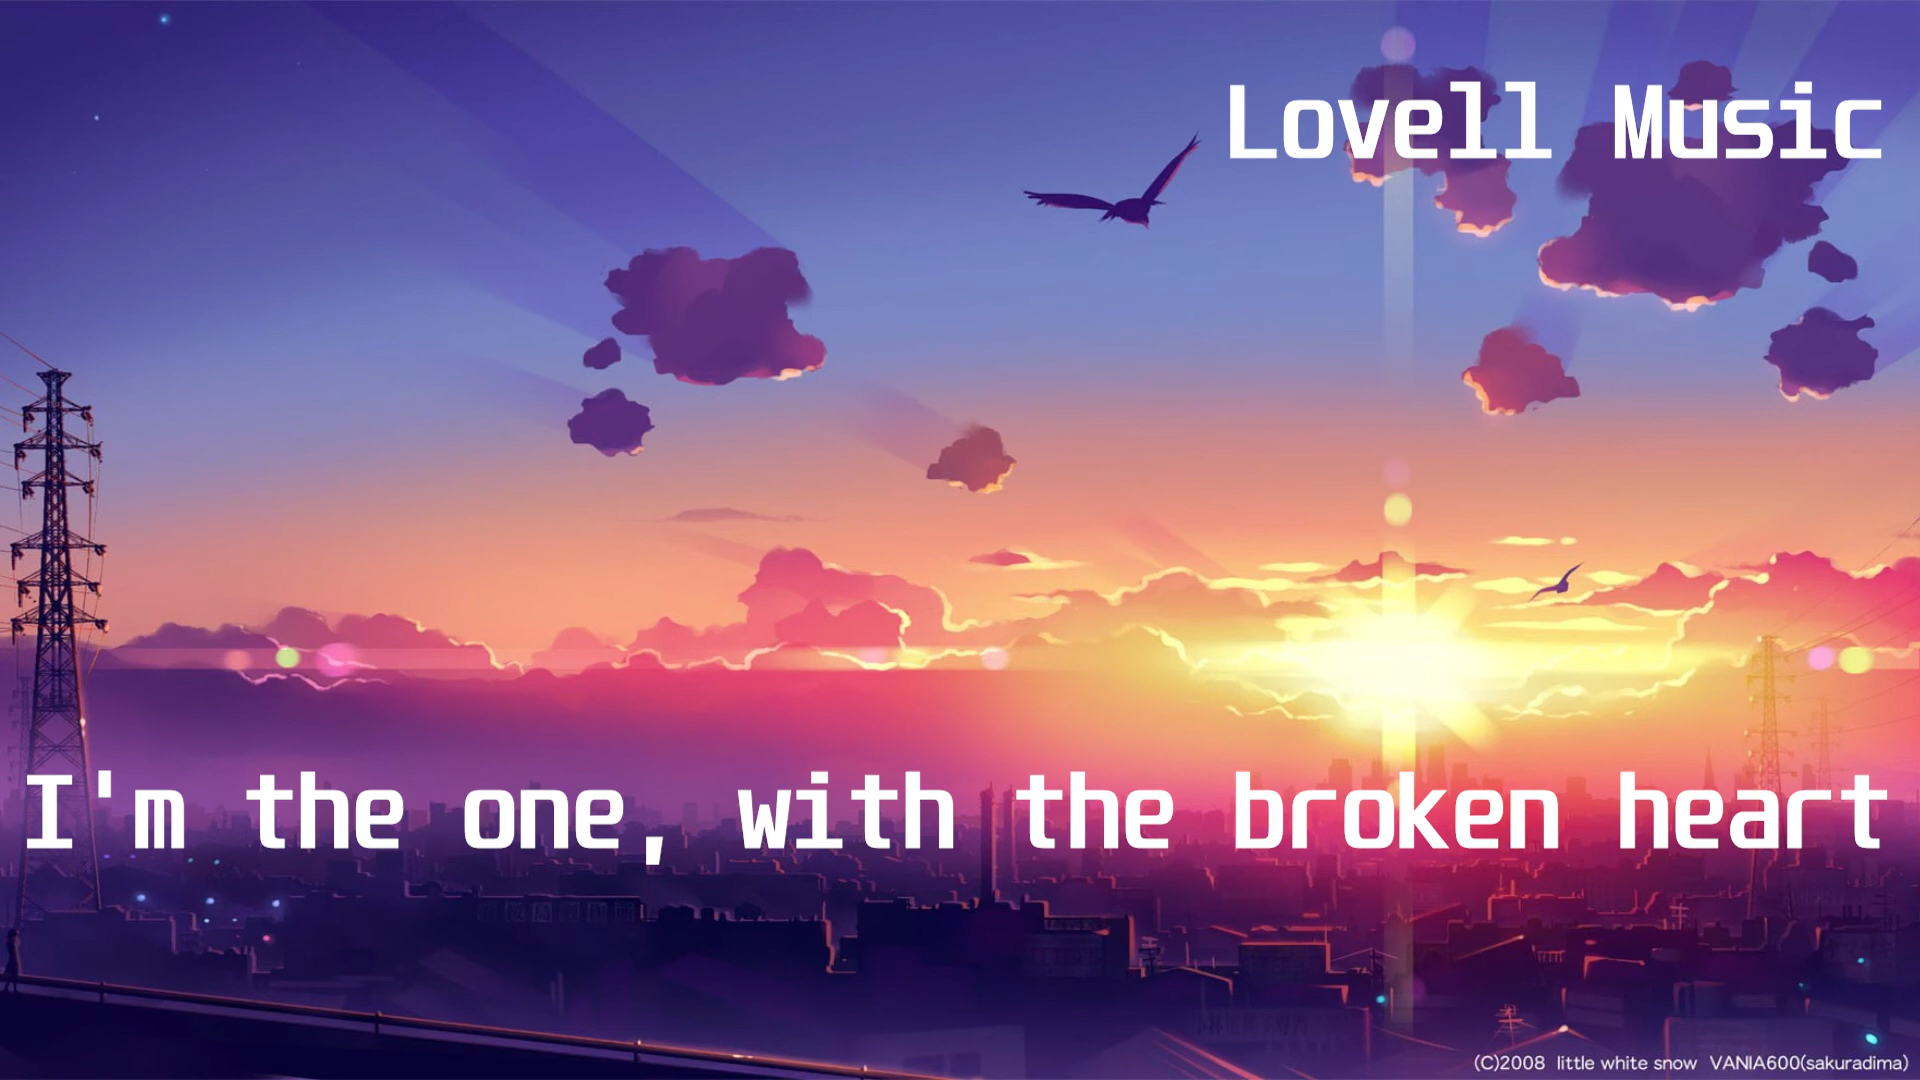 Lovell Music
I'm the one, with the broken heart
(C)2008 little white snow VANIA600(sakuradima)